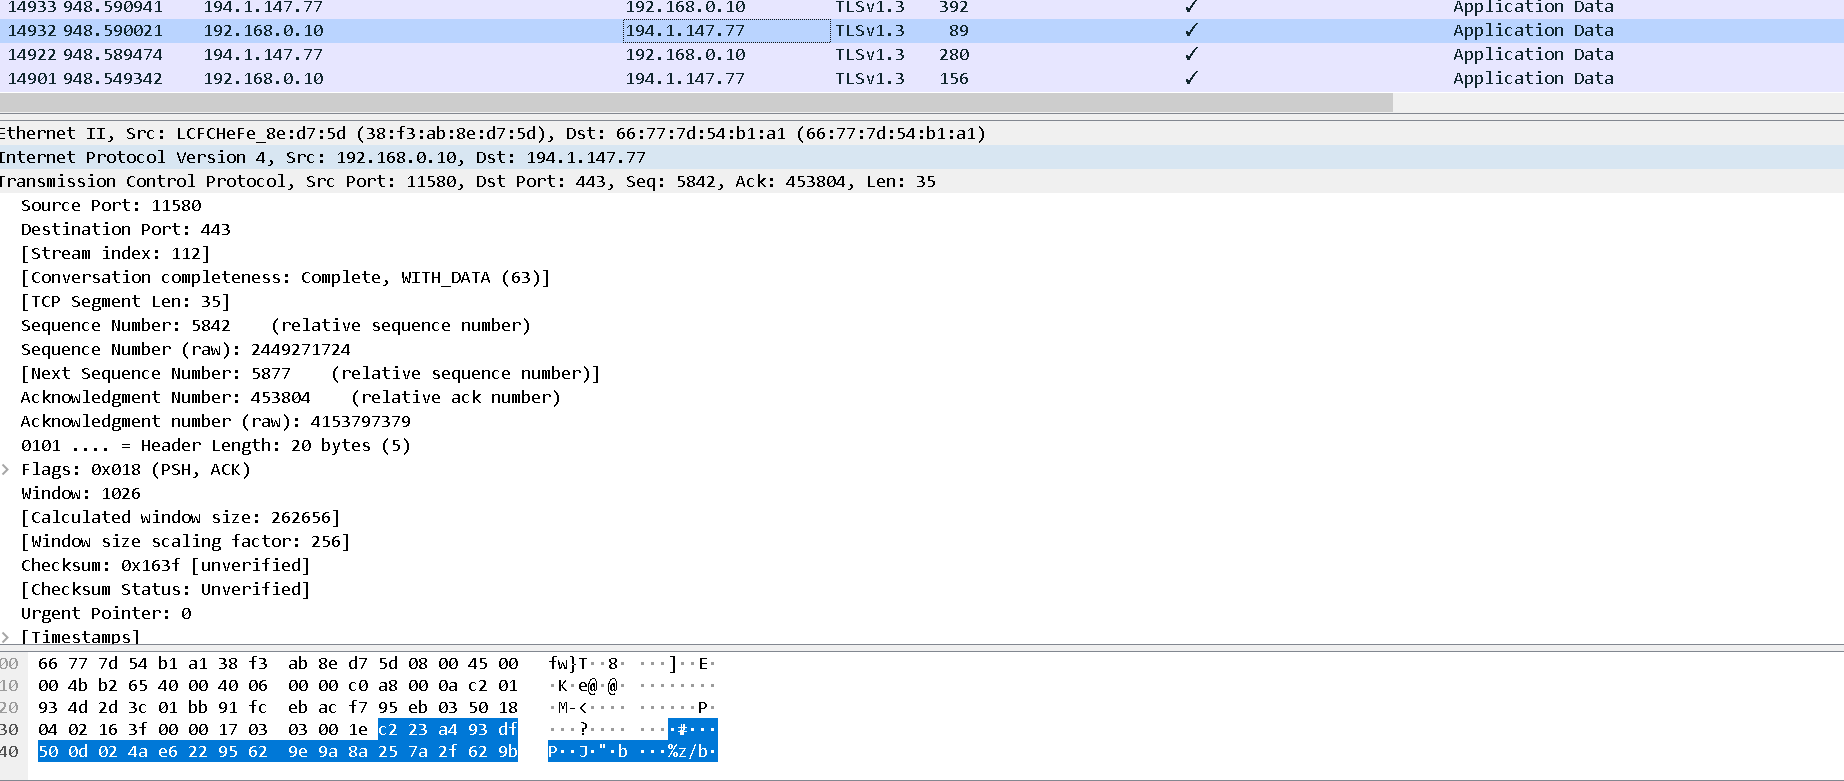 14933 948.590941 194.1.147.77 192.168.0.10 TLSv1.3 392 ✓ Application Data
14932 948.590021 192.168.0.10 194.1.147.77 TLSv1.3 89 ✓ Application Data
14922 948.589474 194.1.147.77 192.168.0.10 TLSv1.3 280 ✓ Application Data
14901 948.549342 192.168.0.10 194.1.147.77 TLSv1.3 156 ✓ Application Data
Ethernet II, Src: LCFCHeFe_8e:d7:5d (38:f3:ab:8e:d7:5d), Dst: 66:77:7d:54:b1:a1 (66:77:7d:54:b1:a1)
Internet Protocol Version 4, Src: 192.168.0.10, Dst: 194.1.147.77
Transmission Control Protocol, Src Port: 11580, Dst Port: 443, Seq: 5842, Ack: 453804, Len: 35
Source Port: 11580
Destination Port: 443
[Stream index: 112]
[Conversation completeness: Complete, WITH_DATA (63)]
[TCP Segment Len: 35]
Sequence Number: 5842 (relative sequence number)
Sequence Number (raw): 2449271724
[Next Sequence Number: 5877 (relative sequence number)]
Acknowledgment Number: 453804 (relative ack number)
Acknowledgment number (raw): 4153797379
0101 .... = Header Length: 20 bytes (5)
> Flags: 0x018 (PSH, ACK)
Window: 1026
[Calculated window size: 262656]
[Window size scaling factor: 256]
Checksum: 0x163f [unverified]
[Checksum Status: Unverified]
Urgent Pointer: 0
> [Timestamps]
00 66 77 7d 54 b1 a1 38 f3 ab 8e d7 5d 08 00 45 00 fw}T··8· ···]··E·
10 00 4b b2 65 40 00 40 06 00 00 c0 a8 00 0a c2 01 ·K·e@·@· ········
20 93 4d 2d 3c 01 bb 91 fc eb ac f7 95 eb 03 50 18 ·M-<···· ······P·
30 04 02 16 3f 00 00 17 03 03 00 1e c2 23 a4 93 df ···?···· ····#···
40 50 0d 02 4a e6 22 95 62 9e 9a 8a 25 7a 2f 62 9b P··J·"·b ···%z/b·